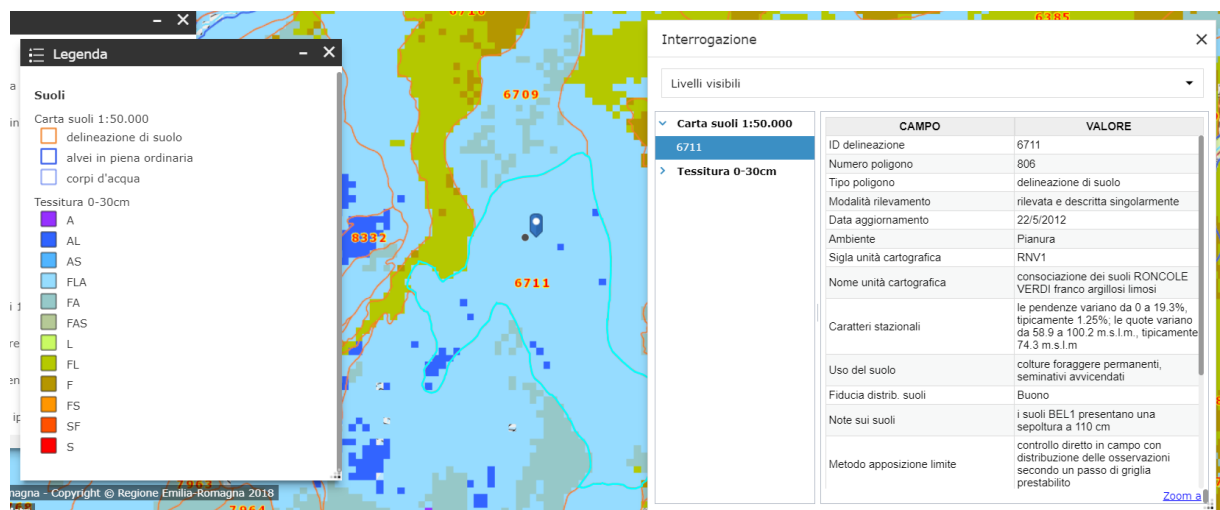 6710
6385
Legenda
Suoli
Carta suoli 1:50.000
delineazione di suolo
alvei in piena ordinaria
corpi d'acqua
Tessitura 0-30cm
A
AL
AS
FLA
FA
FAS
L
FL
F
FS
SF
S
magna - Copyright © Regione Emilia-Romagna 2018
7963
7964
6709
8332
6711
Interrogazione
Livelli visibili
Carta suoli 1:50.000
6711
Tessitura 0-30cm
CAMPO VALORE
ID delineazione 6711
Numero poligono 806
Tipo poligono delineazione di suolo
Modalità rilevamento rilevata e descritta singolarmente
Data aggiornamento 22/5/2012
Ambiente Pianura
Sigla unità cartografica RNV1
Nome unità cartografica consociazione dei suoli RONCOLE
VERDI franco argillosi limosi
Caratteri stazionali le pendenze variano da 0 a 19.3%,
tipicamente 1.25%; le quote variano
da 58.9 a 100.2 m.s.l.m., tipicamente
74.3 m.s.l.m
Uso del suolo colture foraggere permanenti,
seminativi avvicendati
Fiducia distrib. suoli Buono
Note sui suoli i suoli BEL1 presentano una
sepoltura a 110 cm
Metodo apposizione limite controllo diretto in campo con
distribuzione delle osservazioni
secondo un passo di griglia
prestabilito
Zoom a